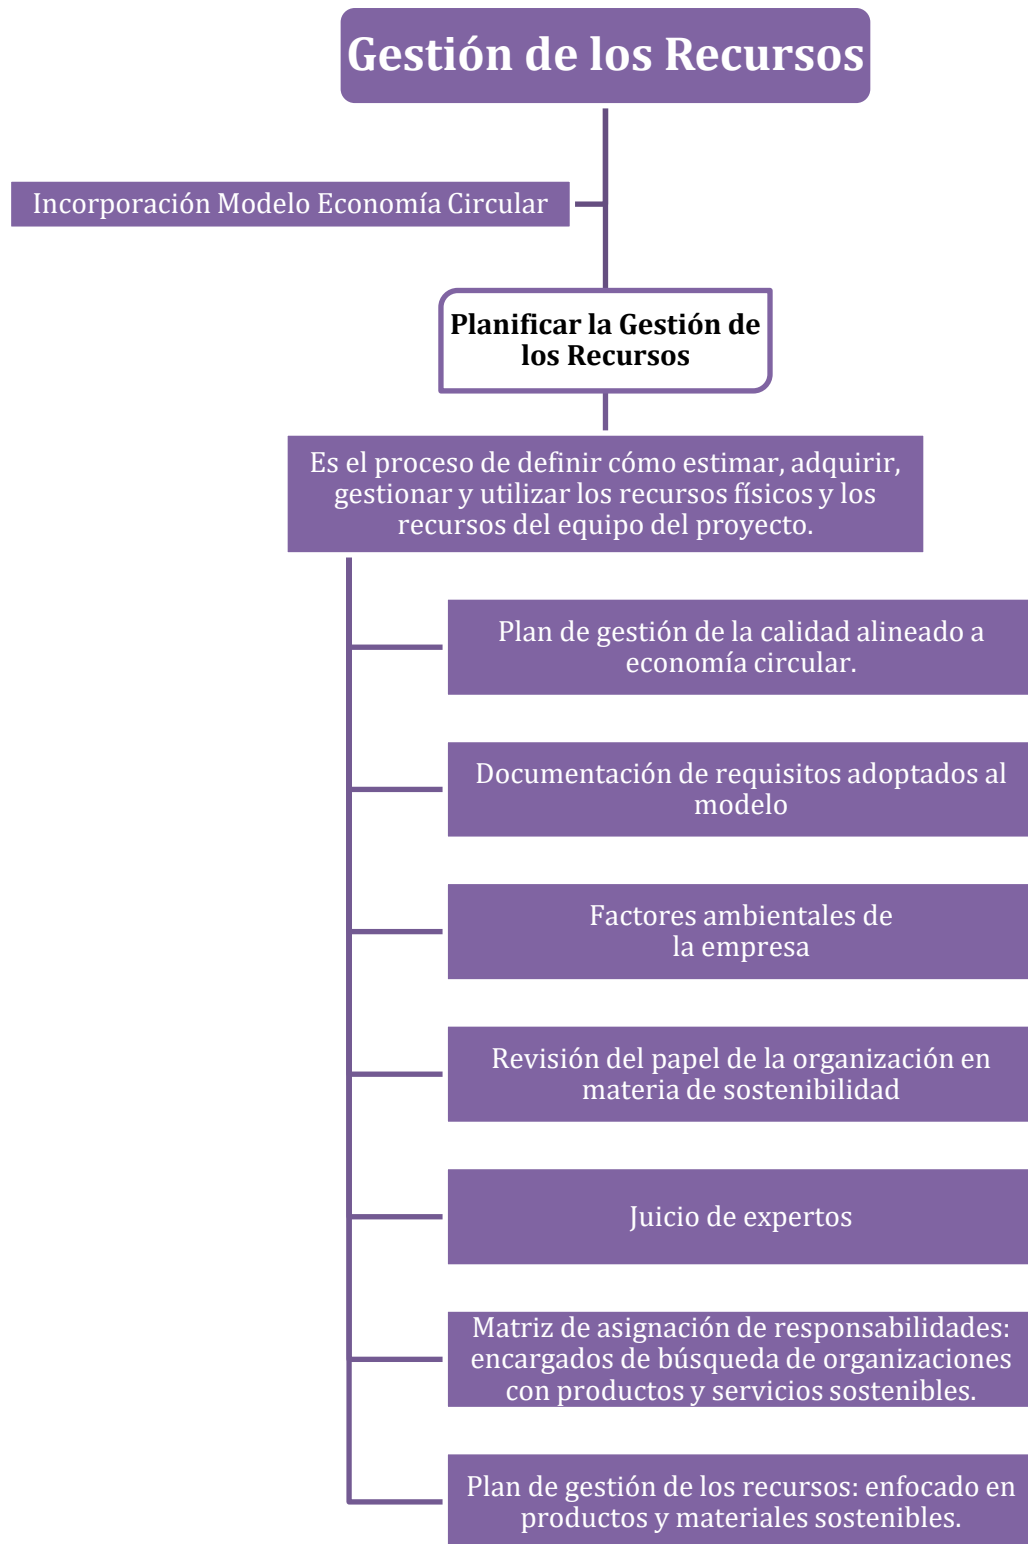 Gestión de los Recursos
Incorporación Modelo Economía Circular
Planificar la Gestión de
los Recursos
Es el proceso de definir cómo estimar, adquirir,
gestionar y utilizar los recursos físicos y los
recursos del equipo del proyecto.
Plan de gestión de la calidad alineado a
economía circular.
Documentación de requisitos adoptados al
modelo
Factores ambientales de
la empresa
Revisión del papel de la organización en
materia de sostenibilidad
Juicio de expertos
Matriz de asignación de responsabilidades:
encargados de búsqueda de organizaciones
con productos y servicios sostenibles.
Plan de gestión de los recursos: enfocado en
productos y materiales sostenibles.